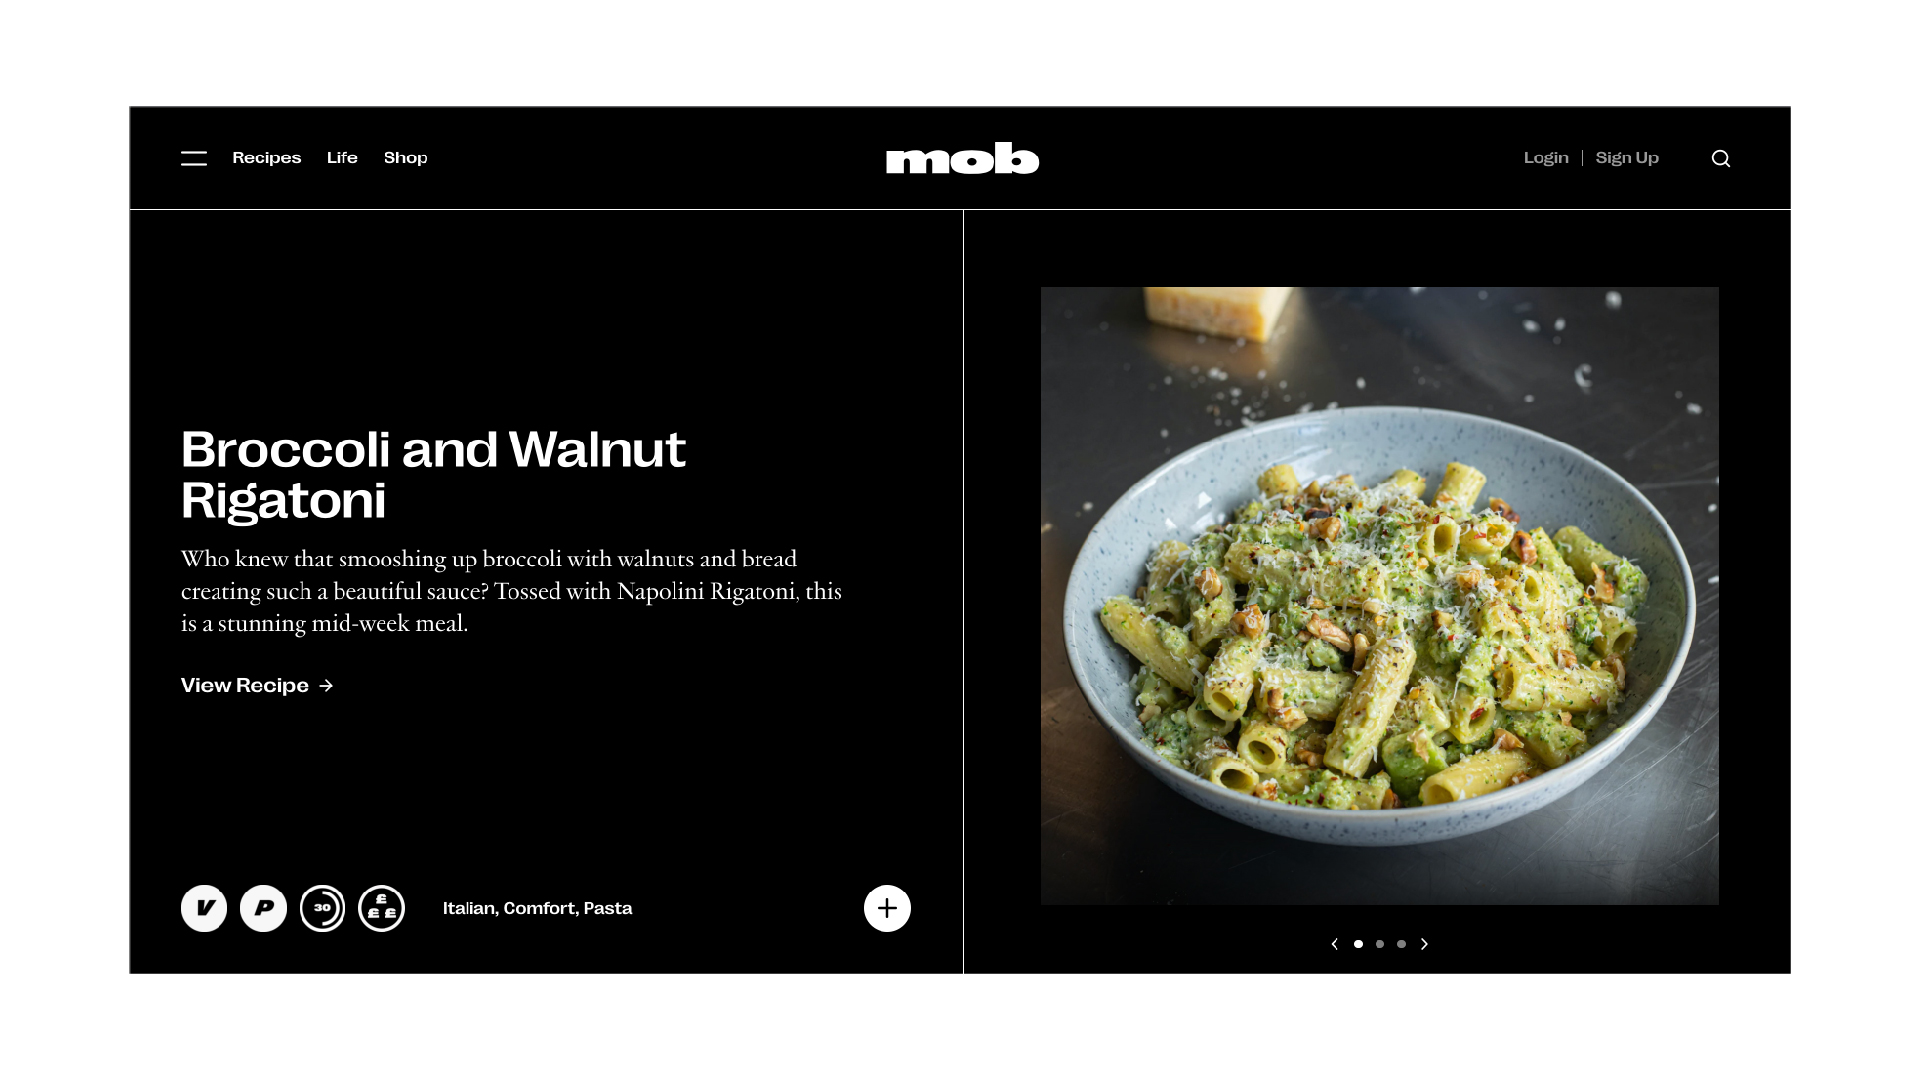 Recipes Life Shop
mob
Login | Sign Up
Broccoli and Walnut
Rigatoni
Who knew that smooshing up broccoli with walnuts and bread
creating such a beautiful sauce? Tossed with Napolini Rigatoni, this
is a stunning mid-week meal.
View Recipe →
V P 30 £ £ £
Italian, Comfort, Pasta